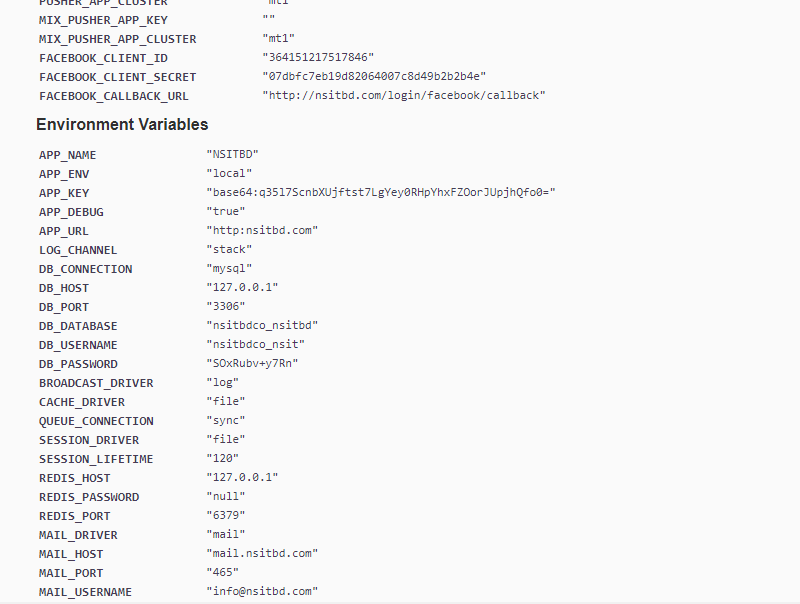 PUSHER_APP_CLUSTER "mt1"
MIX_PUSHER_APP_KEY ""
MIX_PUSHER_APP_CLUSTER "mt1"
FACEBOOK_CLIENT_ID "364151217517846"
FACEBOOK_CLIENT_SECRET "07dbfc7eb19d82064007c8d49b2b2b4e"
FACEBOOK_CALLBACK_URL "http://nsitbd.com/login/facebook/callback"
Environment Variables
APP_NAME "NSITBD"
APP_ENV "local"
APP_KEY "base64:q35l7ScnbXUjftst7LgYey0RHpYhxFZOorJUpjhQfo0="
APP_DEBUG "true"
APP_URL "http:nsitbd.com"
LOG_CHANNEL "stack"
DB_CONNECTION "mysql"
DB_HOST "127.0.0.1"
DB_PORT "3306"
DB_DATABASE "nsitbdco_nsitbd"
DB_USERNAME "nsitbdco_nsit"
DB_PASSWORD "SOxRubv+y7Rn"
BROADCAST_DRIVER "log"
CACHE_DRIVER "file"
QUEUE_CONNECTION "sync"
SESSION_DRIVER "file"
SESSION_LIFETIME "120"
REDIS_HOST "127.0.0.1"
REDIS_PASSWORD "null"
REDIS_PORT "6379"
MAIL_DRIVER "mail"
MAIL_HOST "mail.nsitbd.com"
MAIL_PORT "465"
MAIL_USERNAME "info@nsitbd.com"